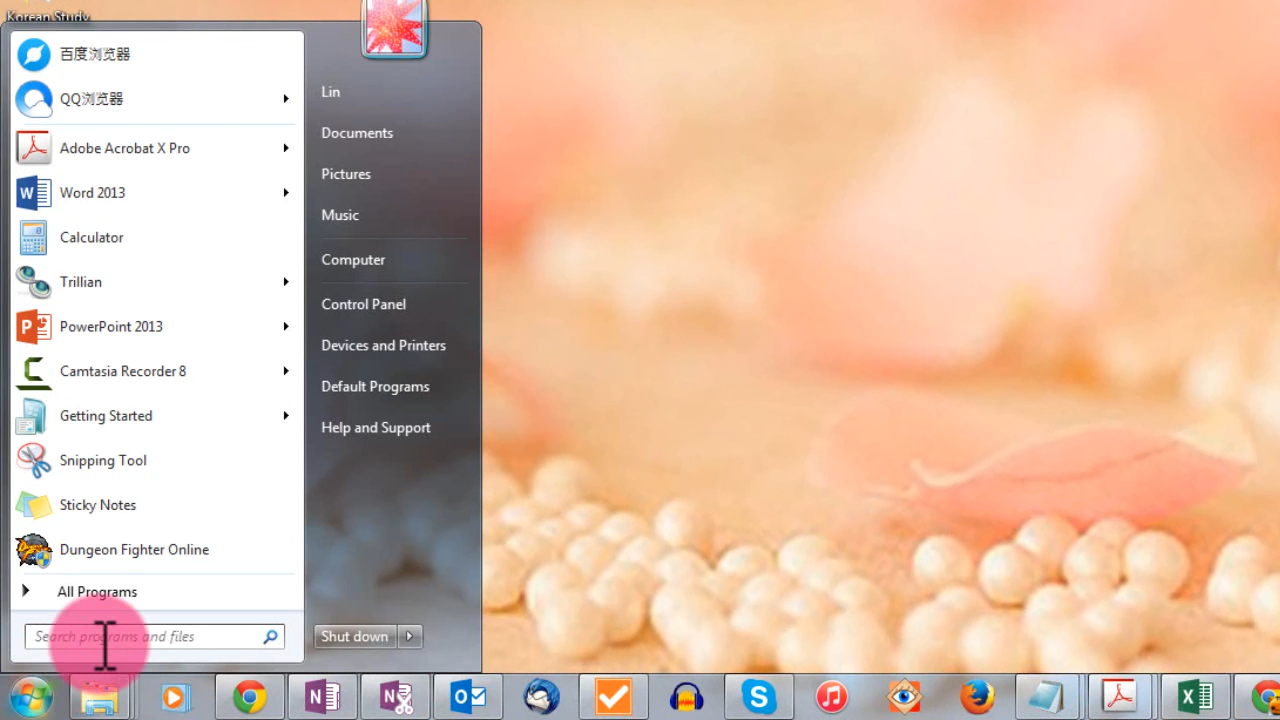 Korean Study
百度浏览器
QQ浏览器
Adobe Acrobat X Pro
Word 2013
Calculator
Trillian
PowerPoint 2013
Camtasia Recorder 8
Getting Started
Snipping Tool
Sticky Notes
Dungeon Fighter Online
All Programs
Search programs and files
Lin
Documents
Pictures
Music
Computer
Control Panel
Devices and Printers
Default Programs
Help and Support
Shut down